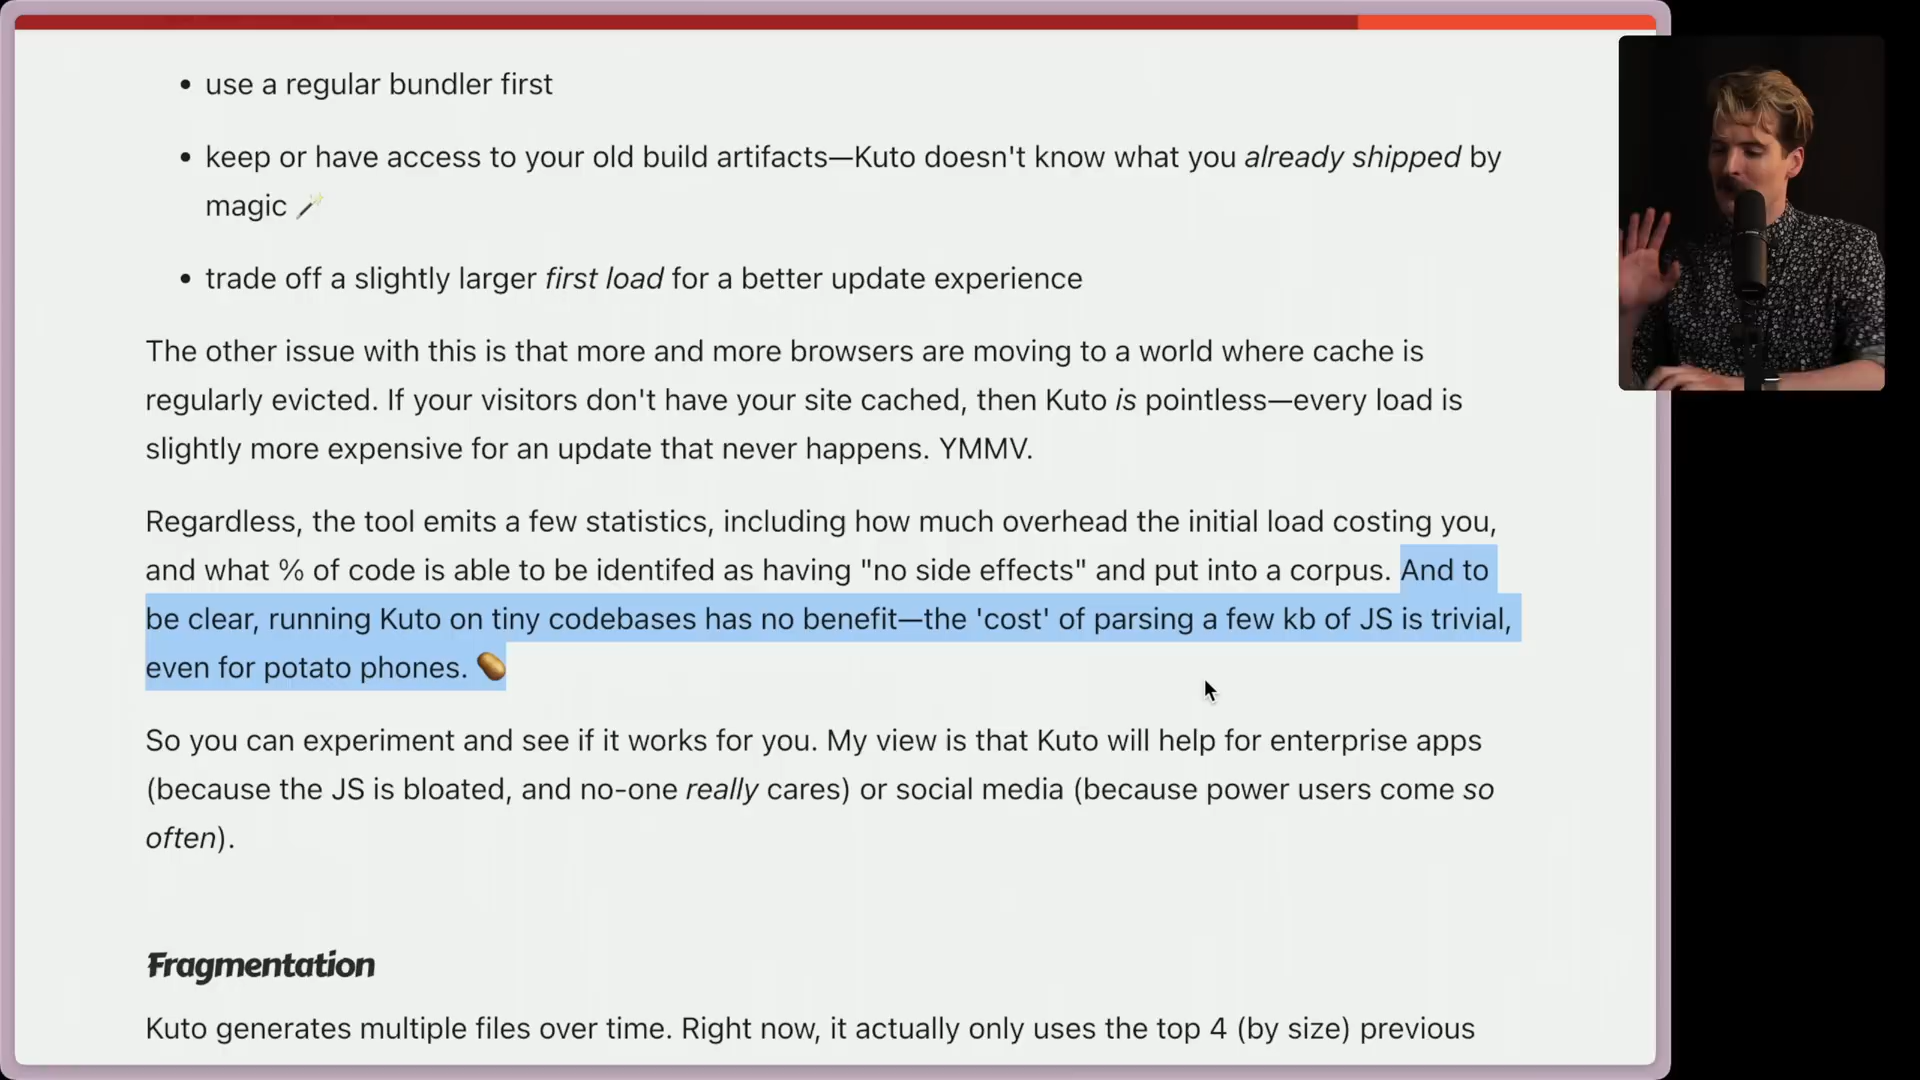 • use a regular bundler first
• keep or have access to your old build artifacts—Kuto doesn't know what you already shipped by
magic 🪄
• trade off a slightly larger first load for a better update experience
The other issue with this is that more and more browsers are moving to a world where cache is
regularly evicted. If your visitors don't have your site cached, then Kuto is pointless—every load is
slightly more expensive for an update that never happens. YMMV.
Regardless, the tool emits a few statistics, including how much overhead the initial load costing you,
and what % of code is able to be identifed as having "no side effects" and put into a corpus. And to
be clear, running Kuto on tiny codebases has no benefit—the 'cost' of parsing a few kb of JS is trivial,
even for potato phones. 🥔
So you can experiment and see if it works for you. My view is that Kuto will help for enterprise apps
(because the JS is bloated, and no-one really cares) or social media (because power users come so
often).
Fragmentation
Kuto generates multiple files over time. Right now, it actually only uses the top 4 (by size) previous